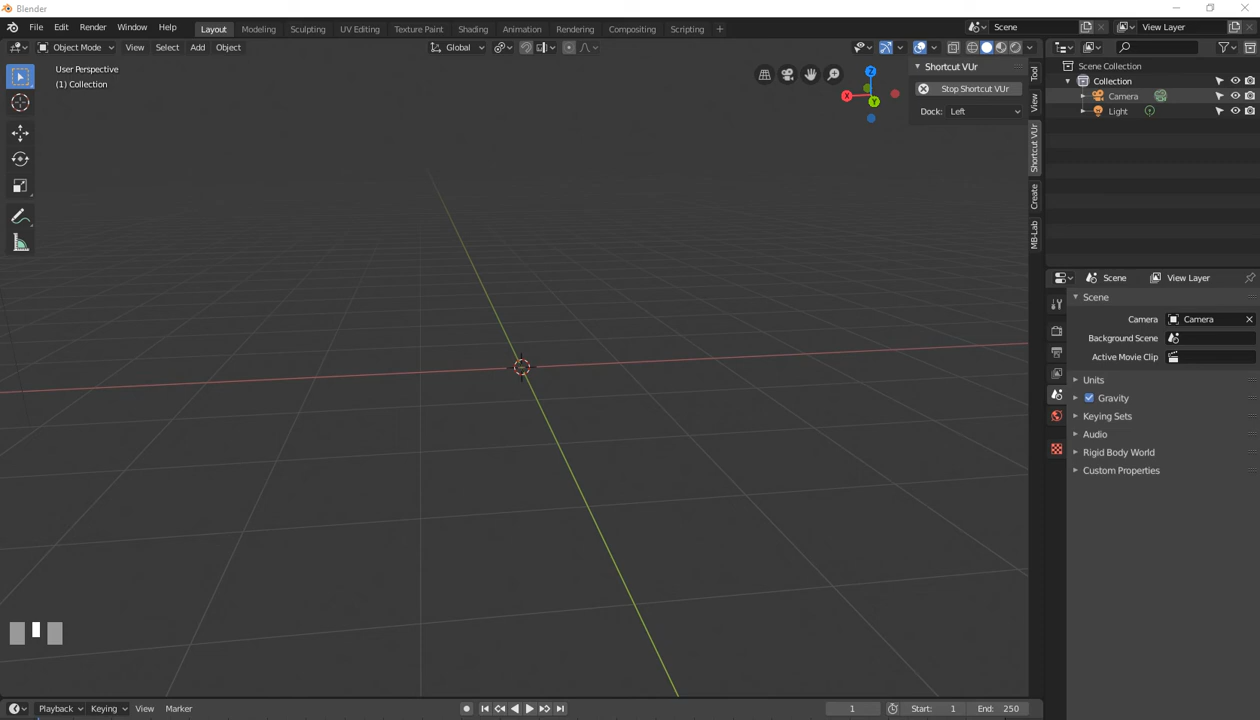 Blender
File Edit Render Window Help Layout Modeling Sculpting UV Editing Texture Paint Shading Animation Rendering Compositing Scripting + Scene View Layer
Object Mode View Select Add Object Global
User Perspective
(1) Collection
Z
X
Y
Shortcut VUr
Stop Shortcut VUr
Dock: Left
Tool
View
Shortcut VUr
Create
MB-Lab
Scene Collection
Collection
Camera
Light
Scene View Layer
Scene
Camera Camera
Background Scene
Active Movie Clip
Units
Gravity
Keying Sets
Audio
Rigid Body World
Custom Properties
Playback Keying View Marker 1 Start: 1 End: 250